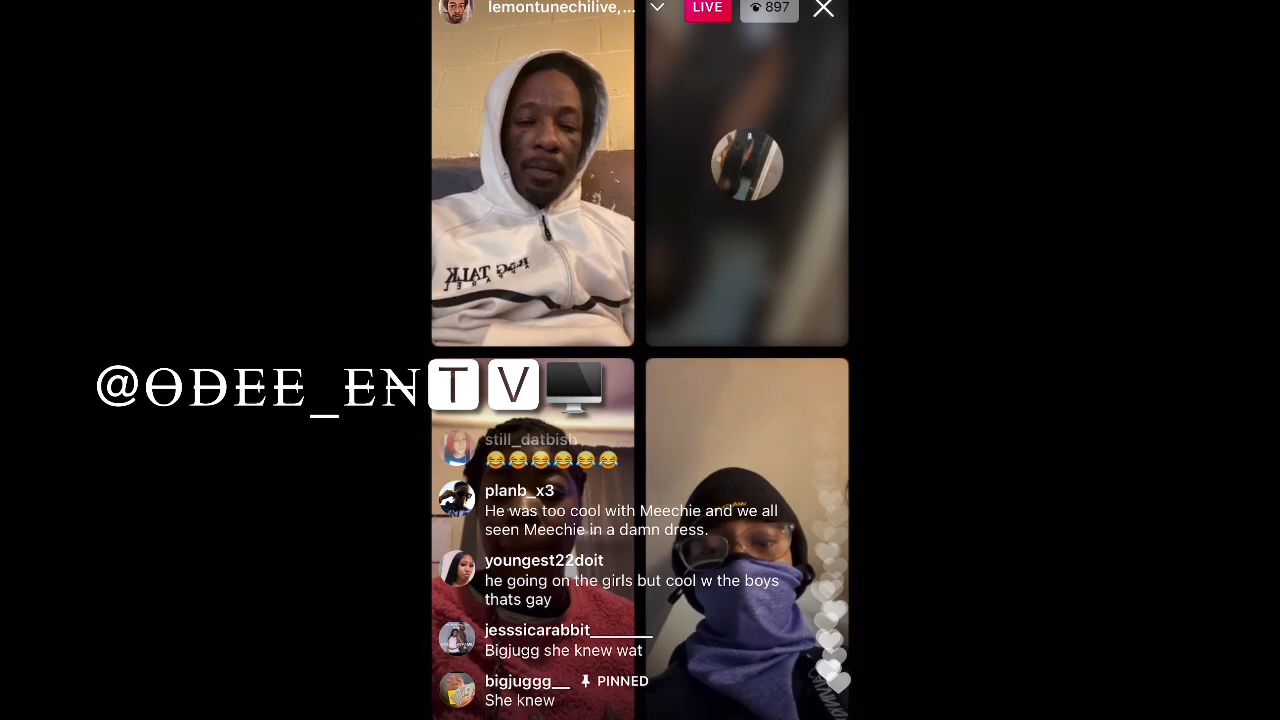 lemontunechilive,...
LIVE
897
BAG TALK
@ODEE_ENTV
still_datbish
😂😂😂😂😂😂
planb_x3
He was too cool with Meechie and we all
seen Meechie in a damn dress.
youngest22doit
he going on the girls but cool w the boys
thats gay
jesssicarabbit_______
Bigjugg she knew wat
bigjuggg__ PINNED
She knew